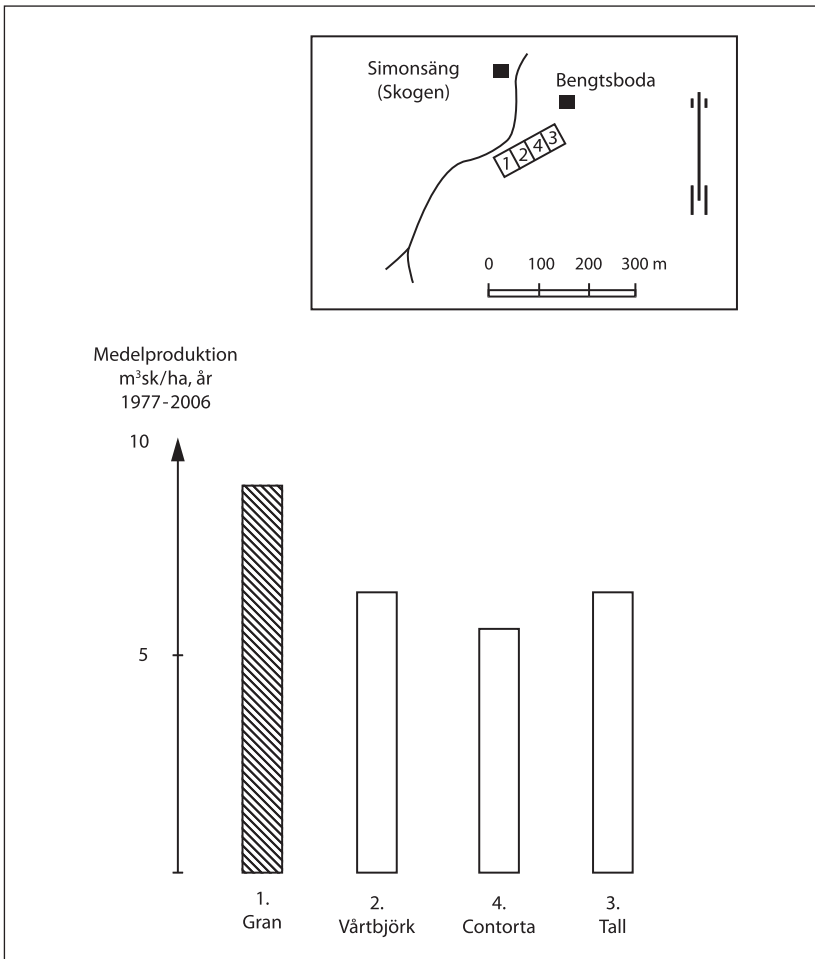 Simonsäng
(Skogen)
Bengtsboda
1 2 4 3
0 100 200 300 m
Medelproduktion
m³sk/ha, år
1977-2006
10
5
1. 2. 4. 3.
Gran Vårtbjörk Contorta Tall